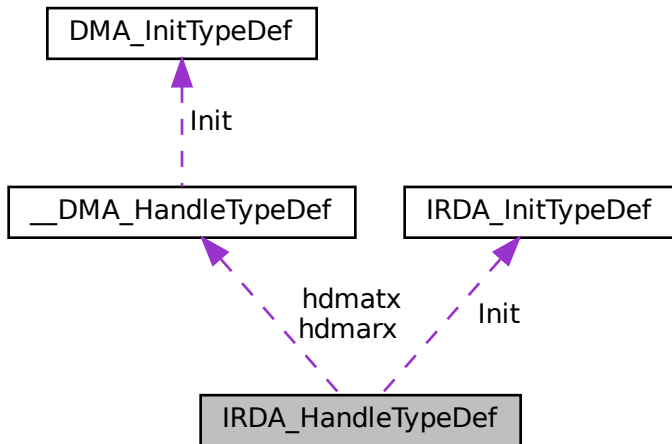 DMA_InitTypeDef
Init
__DMA_HandleTypeDef
IRDA_InitTypeDef
hdmatx
hdmarx
Init
IRDA_HandleTypeDef